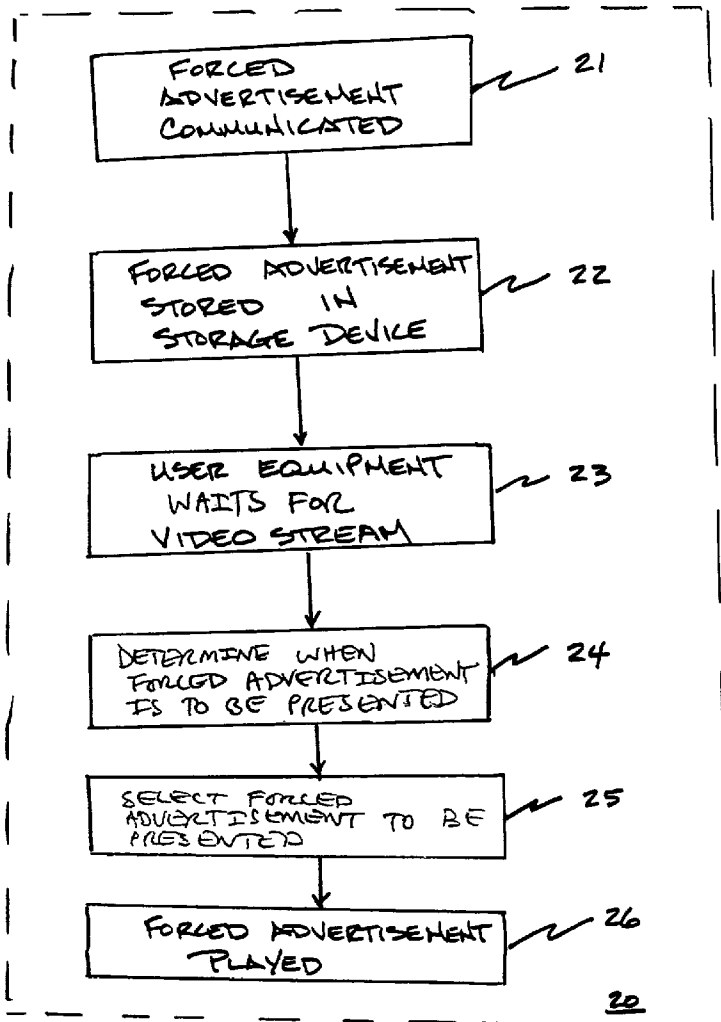 FORCED
ADVERTISEMENT
COMMUNICATED
21
FORCED ADVERTISEMENT
STORED IN
STORAGE DEVICE
22
USER EQUIPMENT
WAITS FOR
VIDEO STREAM
23
DETERMINE WHEN
FORCED ADVERTISEMENT
IS TO BE PRESENTED
24
SELECT FORCED
ADVERTISEMENT TO BE
PRESENTED
25
FORCED ADVERTISEMENT
PLAYED
26
20